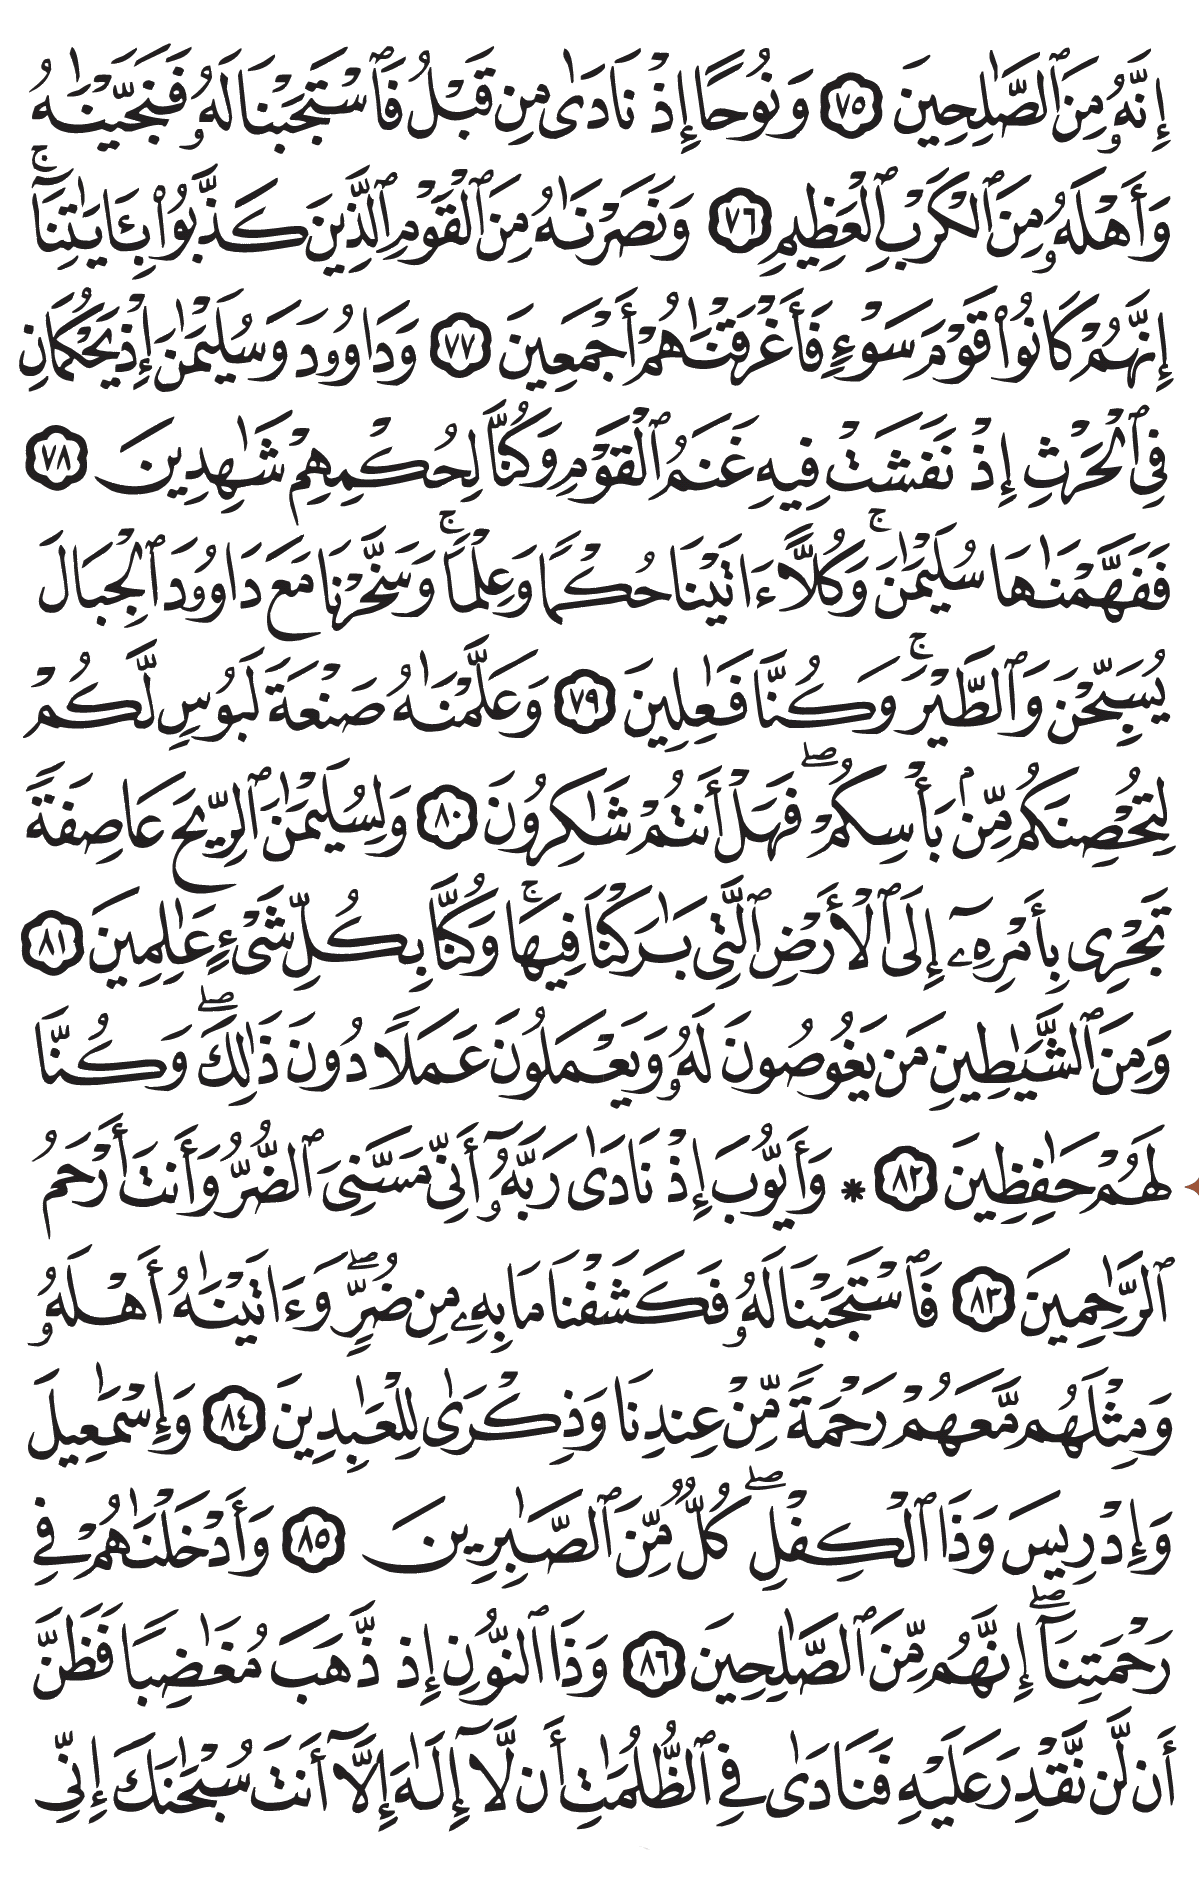 إِنَّهُۥ مِنَ ٱلصَّٰلِحِينَ ٧٥ وَنُوحًا إِذْ نَادَىٰ مِن قَبْلُ فَٱسْتَجَبْنَا لَهُۥ فَنَجَّيْنَٰهُ
وَأَهْلَهُۥ مِنَ ٱلْكَرْبِ ٱلْعَظِيمِ ٧٦ وَنَصَرْنَٰهُ مِنَ ٱلْقَوْمِ ٱلَّذِينَ كَذَّبُوا۟ بِـَٔايَٰتِنَآ ۚ
إِنَّهُمْ كَانُوا۟ قَوْمَ سَوْءٍ فَأَغْرَقْنَٰهُمْ أَجْمَعِينَ ٧٧ وَدَاوُۥدَ وَسُلَيْمَٰنَ إِذْ يَحْكُمَانِ
فِى ٱلْحَرْثِ إِذْ نَفَشَتْ فِيهِ غَنَمُ ٱلْقَوْمِ وَكُنَّا لِحُكْمِهِمْ شَٰهِدِينَ ٧٨
فَفَهَّمْنَٰهَا سُلَيْمَٰنَ ۚ وَكُلًّا ءَاتَيْنَا حُكْمًا وَعِلْمًا ۚ وَسَخَّرْنَا مَعَ دَاوُۥدَ ٱلْجِبَالَ
يُسَبِّحْنَ وَٱلطَّيْرَ ۚ وَكُنَّا فَٰعِلِينَ ٧٩ وَعَلَّمْنَٰهُ صَنْعَةَ لَبُوسٍ لَّكُمْ
لِتُحْصِنَكُم مِّنۢ بَأْسِكُمْ ۖ فَهَلْ أَنتُمْ شَٰكِرُونَ ٨٠ وَلِسُلَيْمَٰنَ ٱلرِّيحَ عَاصِفَةً
تَجْرِى بِأَمْرِهِۦٓ إِلَى ٱلْأَرْضِ ٱلَّتِى بَٰرَكْنَا فِيهَا ۚ وَكُنَّا بِكُلِّ شَىْءٍ عَٰلِمِينَ ٨١
وَمِنَ ٱلشَّيَٰطِينِ مَن يَغُوصُونَ لَهُۥ وَيَعْمَلُونَ عَمَلًا دُونَ ذَٰلِكَ ۖ وَكُنَّا
لَهُمْ حَٰفِظِينَ ٨٢ ۞ وَأَيُّوبَ إِذْ نَادَىٰ رَبَّهُۥٓ أَنِّى مَسَّنِىَ ٱلضُّرُّ وَأَنتَ أَرْحَمُ
ٱلرَّٰحِمِينَ ٨٣ فَٱسْتَجَبْنَا لَهُۥ فَكَشَفْنَا مَا بِهِۦ مِن ضُرٍّ ۖ وَءَاتَيْنَٰهُ أَهْلَهُۥ
وَمِثْلَهُم مَّعَهُمْ رَحْمَةً مِّنْ عِندِنَا وَذِكْرَىٰ لِلْعَٰبِدِينَ ٨٤ وَإِسْمَٰعِيلَ
وَإِدْرِيسَ وَذَا ٱلْكِفْلِ ۖ كُلٌّ مِّنَ ٱلصَّٰبِرِينَ ٨٥ وَأَدْخَلْنَٰهُمْ فِى
رَحْمَتِنَآ ۖ إِنَّهُم مِّنَ ٱلصَّٰلِحِينَ ٨٦ وَذَا ٱلنُّونِ إِذ ذَّهَبَ مُغَٰضِبًا فَظَنَّ
أَن لَّن نَّقْدِرَ عَلَيْهِ فَنَادَىٰ فِى ٱلظُّلُمَٰتِ أَن لَّآ إِلَٰهَ إِلَّآ أَنتَ سُبْحَٰنَكَ إِنِّى